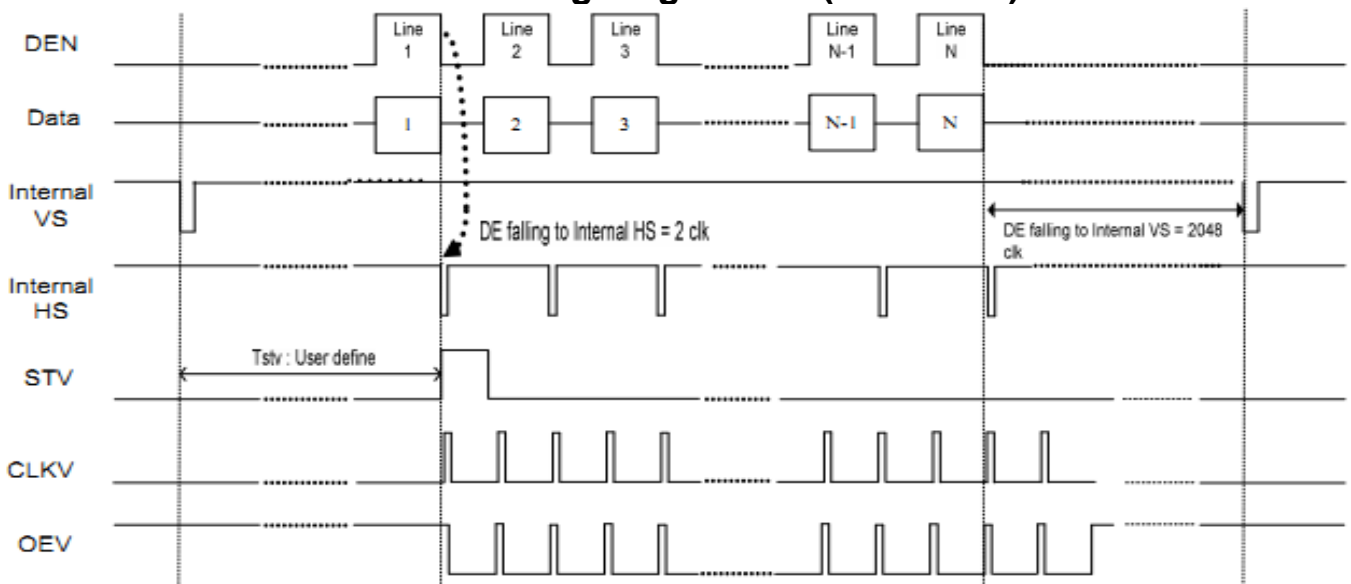 DEN
Line 1
Line 2
Line 3
Line N-1
Line N
Data
1
2
3
N-1
N
Internal VS
DE falling to Internal HS = 2 clk
DE falling to Internal VS = 2048 clk
Internal HS
Tstv : User define
STV
CLKV
OEV